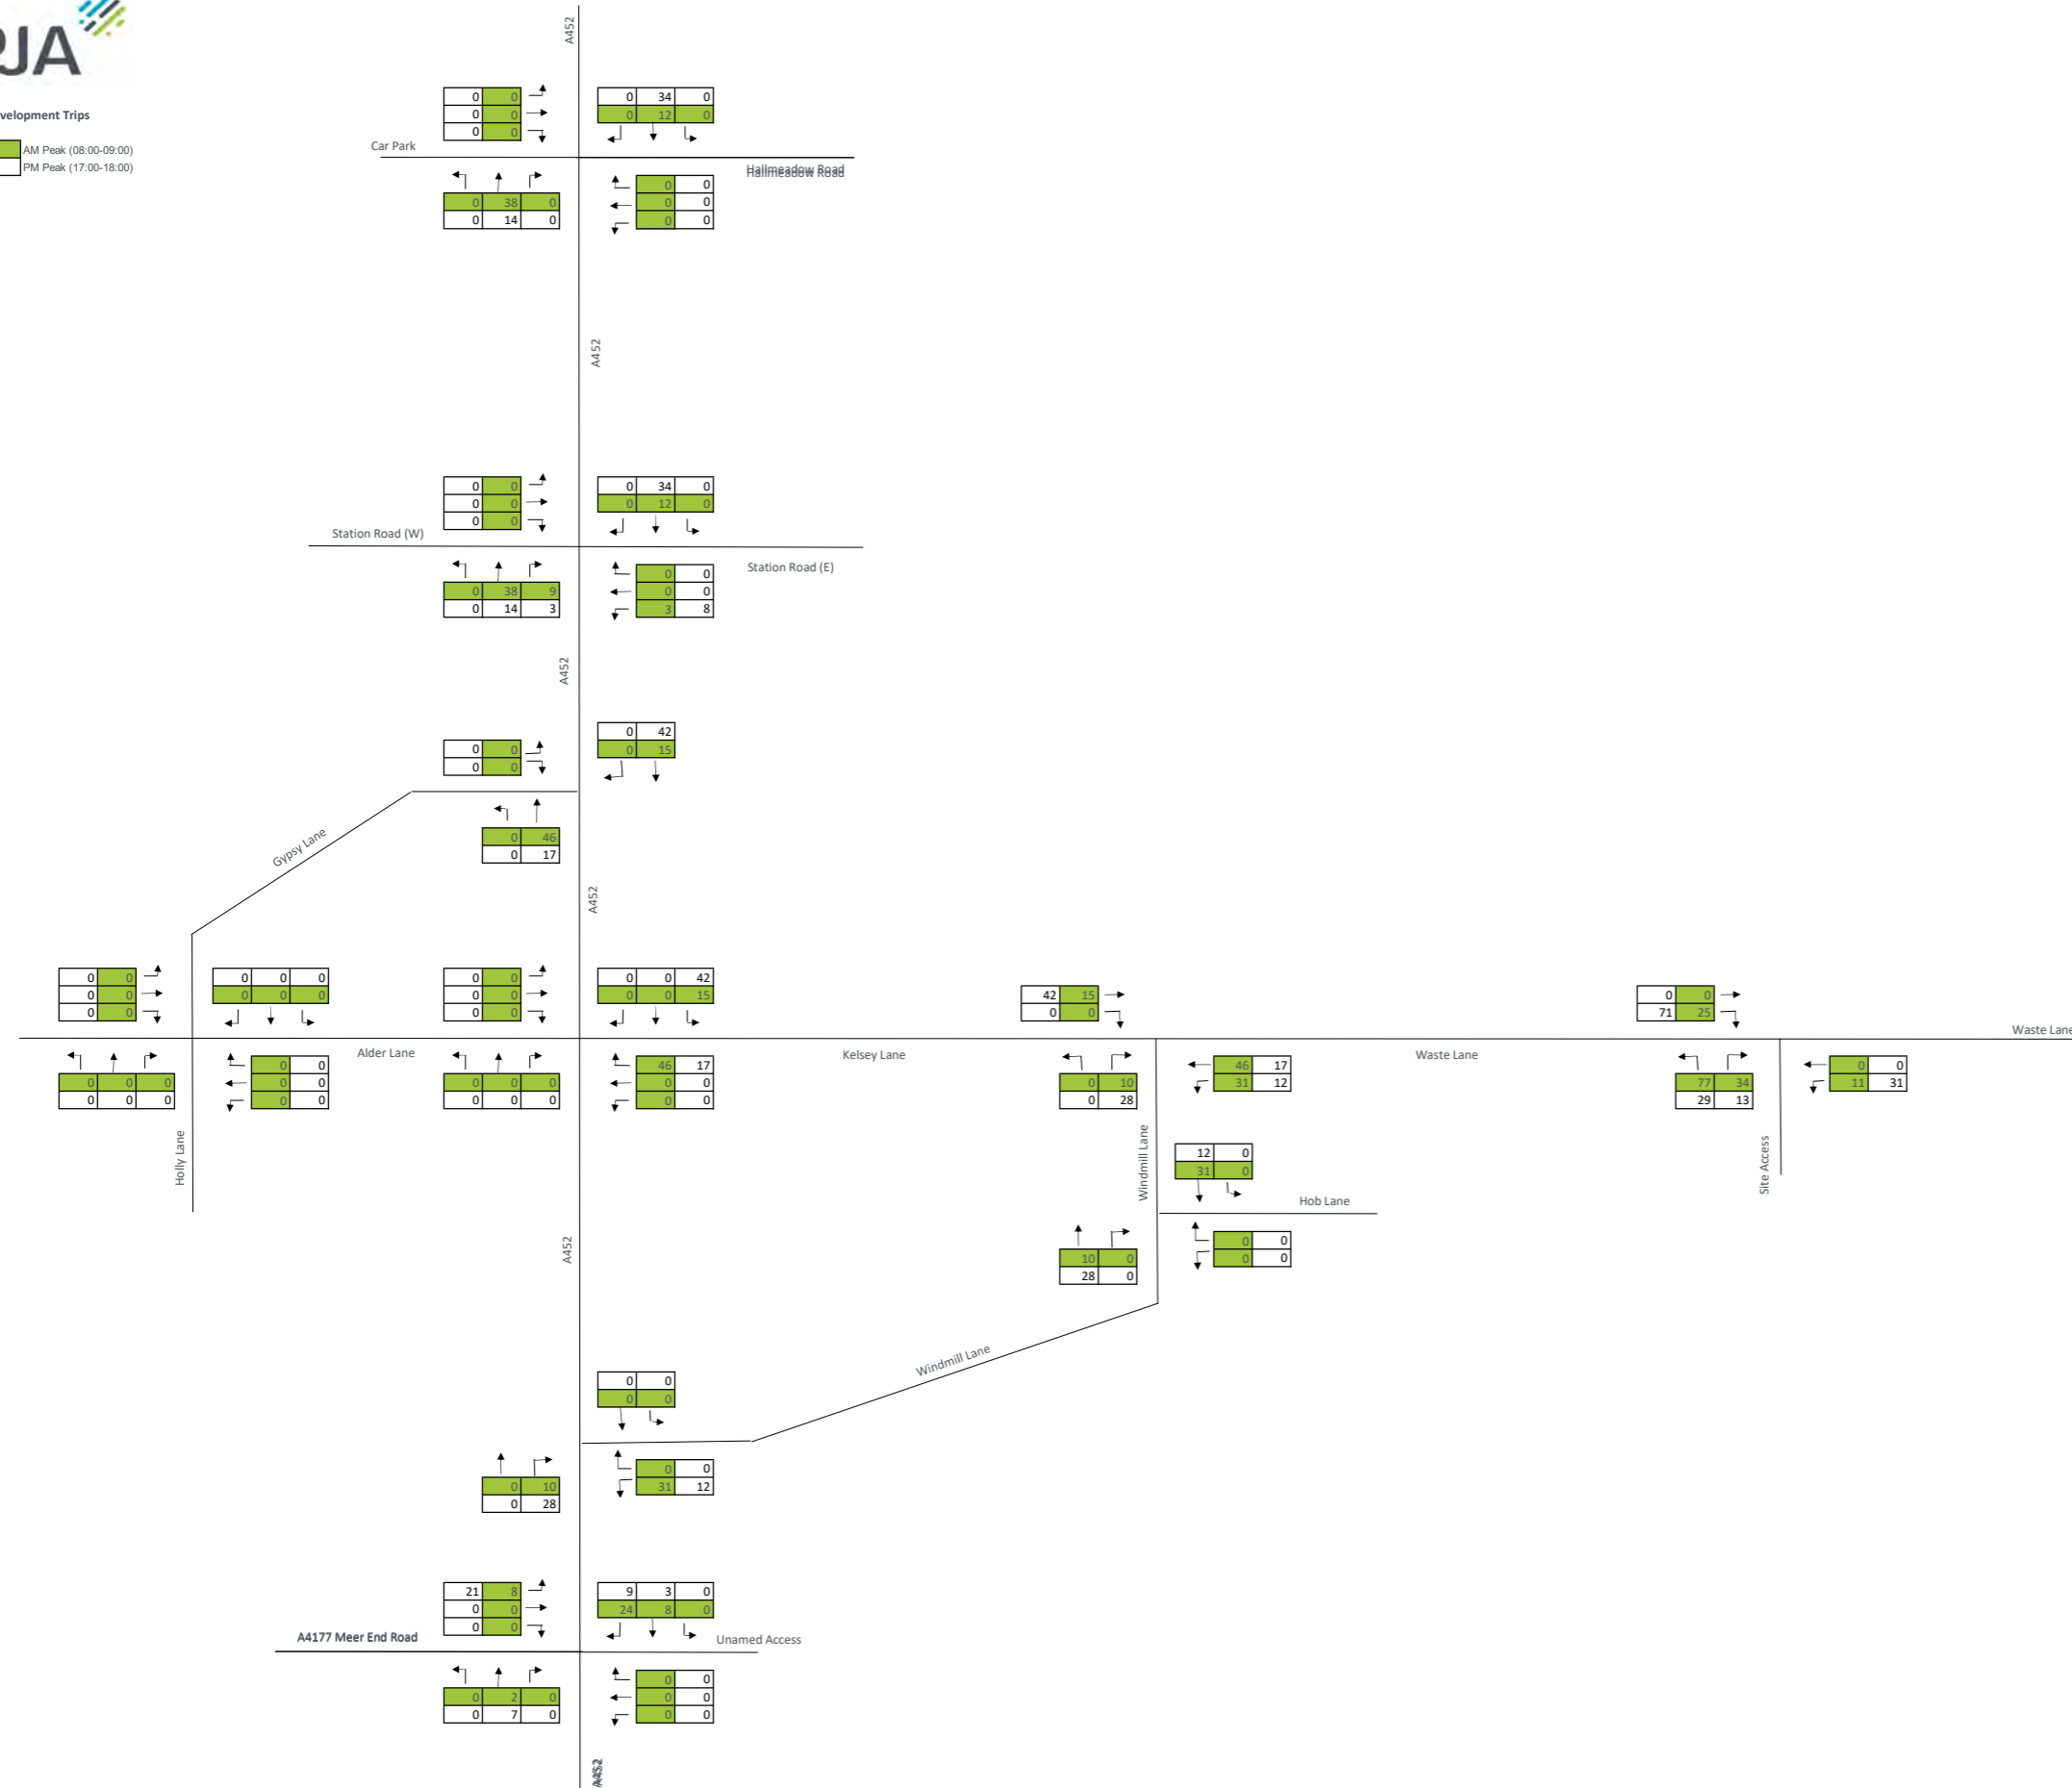 JA
velopment Trips
AM Peak (08:00-09:00)
PM Peak (17:00-18:00)
A452
0 0
0 0
0 0
0 34 0
0 12 0
Car Park
Hallmeadow Road
0 38 0
0 14 0
0 0
0 0
0 0
A452
0 0
0 0
0 0
0 34 0
0 12 0
Station Road (W)
Station Road (E)
0 38 9
0 14 3
0 0
0 0
3 8
A452
0 0
0 0
0 42
0 15
0 46
0 17
Gypsy Lane
A452
0 0
0 0
0 0
0 0 0
0 0 0
0 0
0 0
0 0
0 0 42
0 0 15
42 15
0 0
0 0
71 25
Waste Lane
Alder Lane
Kelsey Lane
Waste Lane
0 0 0
0 0 0
0 0
0 0
0 0
0 0 0
0 0 0
46 17
0 0
0 0
0 10
0 28
46 17
31 12
77 34
29 13
0 0
11 31
Holly Lane
Windmill Lane
Site Access
12 0
31 0
Hob Lane
A452
10 0
28 0
0 0
0 0
Windmill Lane
0 0
0 0
0 10
0 28
0 0
31 12
21 8
0 0
0 0
9 3 0
24 8 0
A4177 Meer End Road
Unamed Access
0 2 0
0 7 0
0 0
0 0
0 0
A452